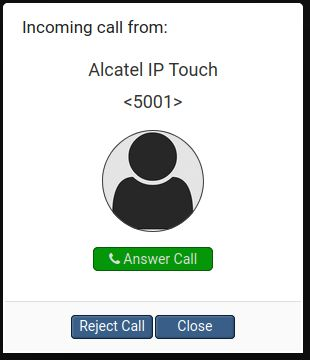 Incoming call from:
Alcatel IP Touch
<5001>
Answer Call
Reject Call Close